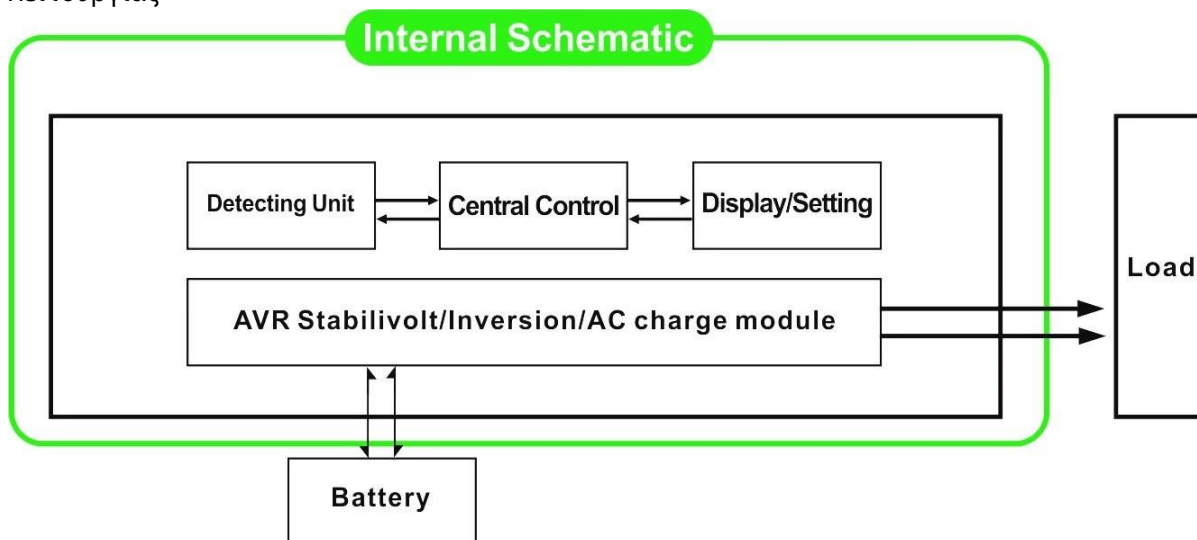 Internal Schematic
Detecting Unit
Central Control
Display/Setting
Load
AVR Stabilivolt/Inversion/AC charge module
Battery